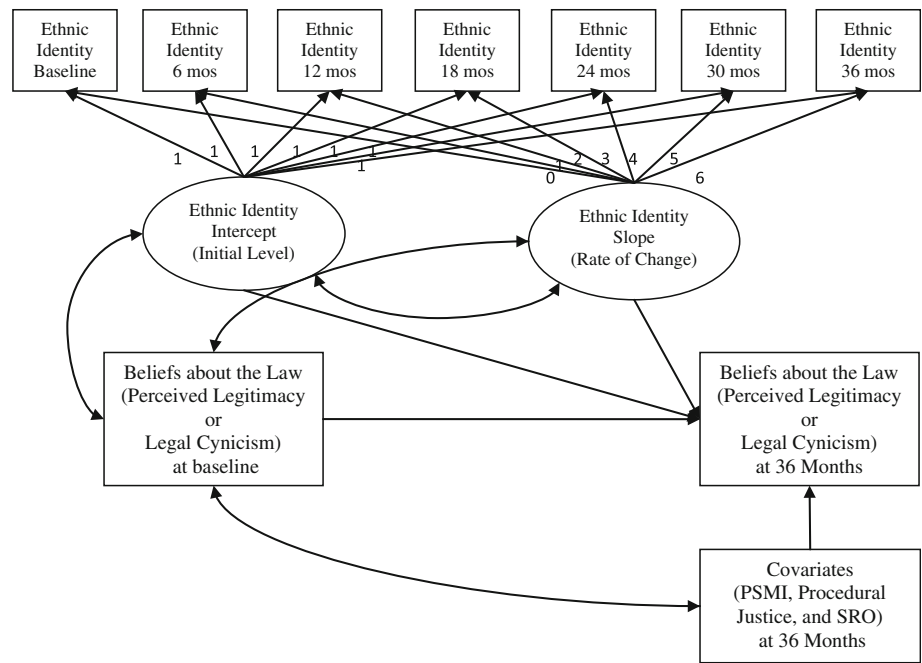 Ethnic
Identity
Baseline
Ethnic
Identity
6 mos
Ethnic
Identity
12 mos
Ethnic
Identity
18 mos
Ethnic
Identity
24 mos
Ethnic
Identity
30 mos
Ethnic
Identity
36 mos
1
1
1
1
1
1
1
0
1
2
3
4
5
6
Ethnic Identity
Intercept
(Initial Level)
Ethnic Identity
Slope
(Rate of Change)
Beliefs about the Law
(Perceived Legitimacy
or
Legal Cynicism)
at baseline
Beliefs about the Law
(Perceived Legitimacy
or
Legal Cynicism)
at 36 Months
Covariates
(PSMI, Procedural
Justice, and SRO)
at 36 Months